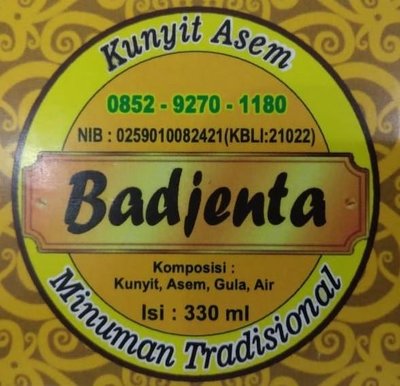 Kunyit Asem
0852 - 9270 - 1180
NIB : 0259010082421(KBLI:21022)
Badjenta
Komposisi :
Kunyit, Asem, Gula, Air
Isi : 330 ml
Minuman Tradisional